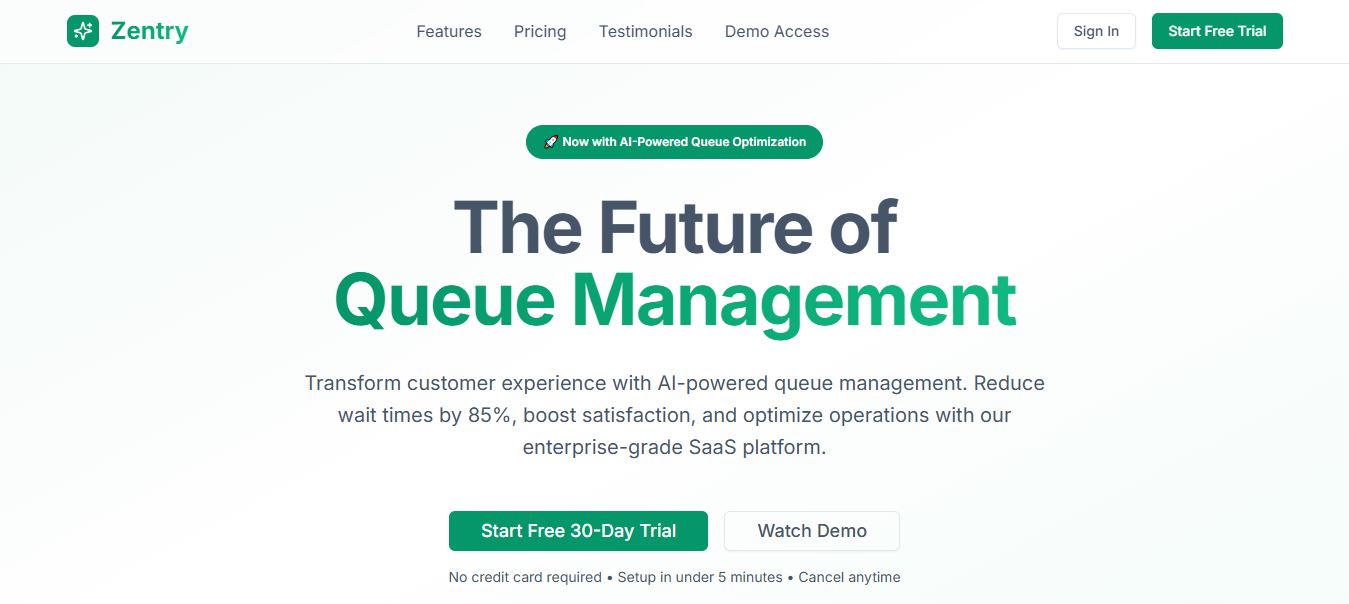 Zentry
Features
Pricing
Testimonials
Demo Access
Sign In
Start Free Trial
🚀 Now with AI-Powered Queue Optimization
The Future of
Queue Management
Transform customer experience with AI-powered queue management. Reduce
wait times by 85%, boost satisfaction, and optimize operations with our
enterprise-grade SaaS platform.
Start Free 30-Day Trial
Watch Demo
No credit card required • Setup in under 5 minutes • Cancel anytime